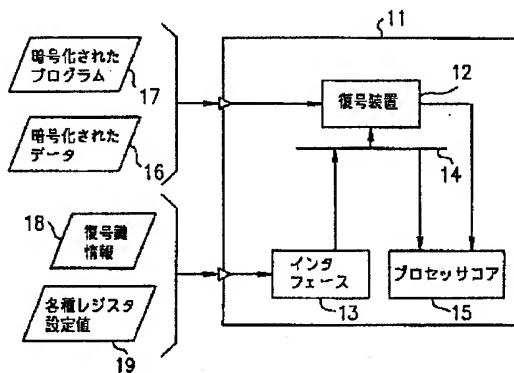 11
暗号化された
プログラム
17
暗号化された
データ
16
復号装置
12
14
18
復号鍵
情報
各種レジスタ
設定値
19
インタ
フェース
13
プロセッサコア
15